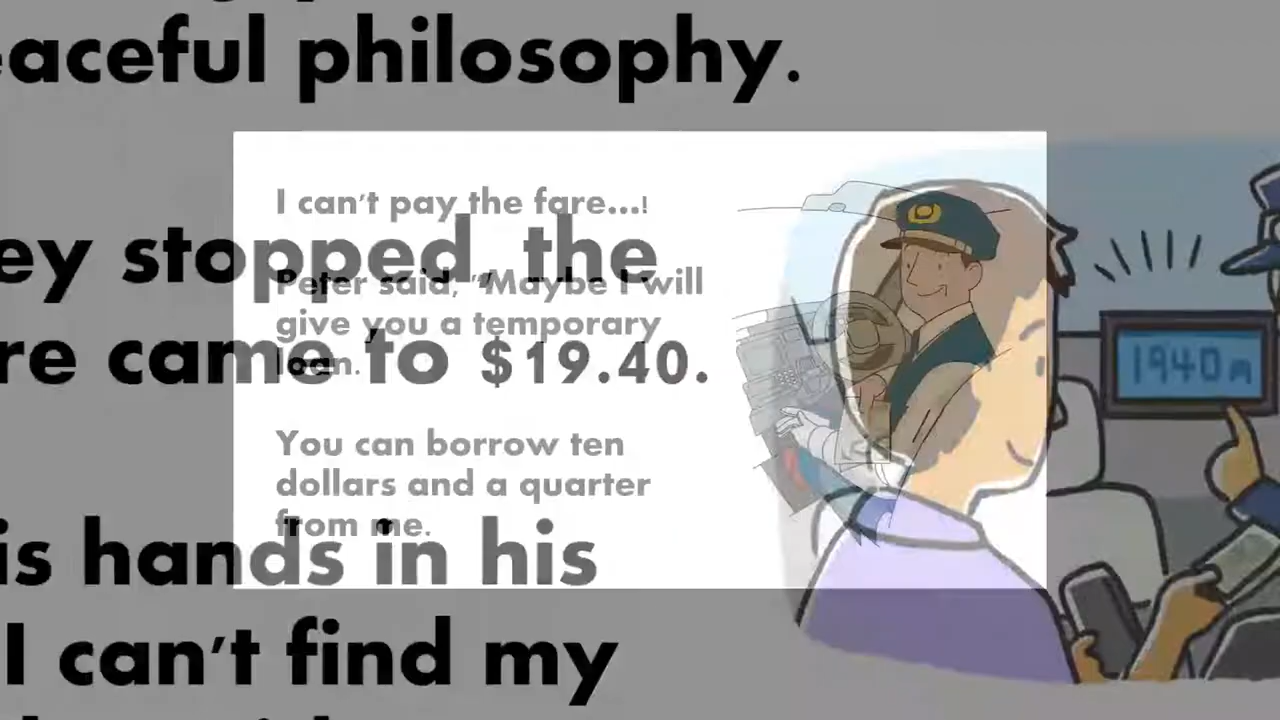 eaceful philosophy.
ey stopped, the
re came to $19.40.
is hands in his
I can't find my
I can't pay the fare...!
Peter said, "Maybe I will
give you a temporary
loan."
You can borrow ten
dollars and a quarter
from me.
1940